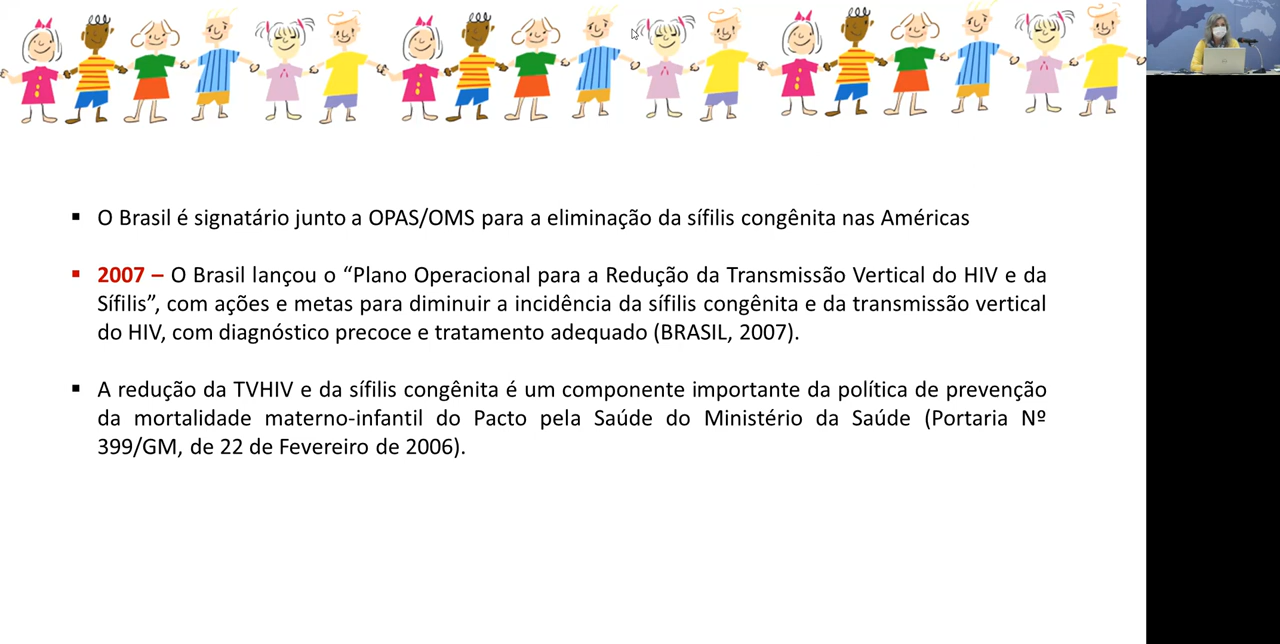 ▪ O Brasil é signatário junto a OPAS/OMS para a eliminação da sífilis congênita nas Américas
▪ 2007 – O Brasil lançou o “Plano Operacional para a Redução da Transmissão Vertical do HIV e da
Sífilis”, com ações e metas para diminuir a incidência da sífilis congênita e da transmissão vertical
do HIV, com diagnóstico precoce e tratamento adequado (BRASIL, 2007).
▪ A redução da TVHIV e da sífilis congênita é um componente importante da política de prevenção
da mortalidade materno-infantil do Pacto pela Saúde do Ministério da Saúde (Portaria Nº
399/GM, de 22 de Fevereiro de 2006).